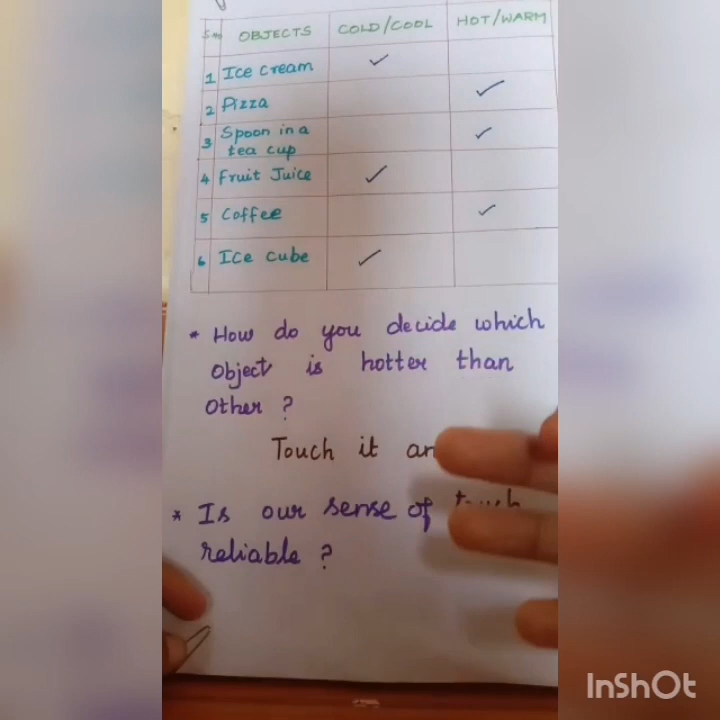 S.No OBJECTS COLD/COOL HOT/WARM
1 Ice cream ✓
2 Pizza ✓
3 Spoon in a tea cup ✓
4 Fruit Juice ✓
5 Coffee ✓
6 Ice cube ✓
* How do you decide which
object is hotter than
other ?
Touch it
* Is our sense of
reliable ?
InShOt